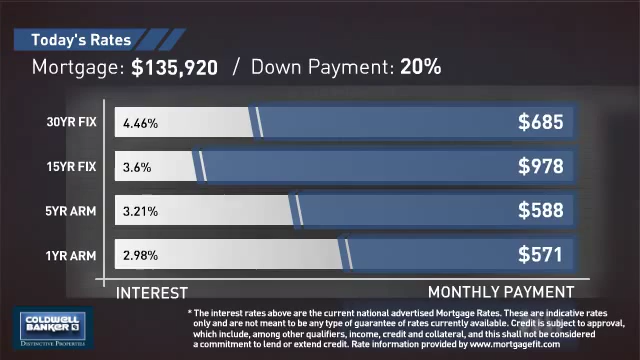 Today's Rates
Mortgage: $135,920 / Down Payment: 20%
30YR FIX 4.46% $685
15YR FIX 3.6% $978
5YR ARM 3.21% $588
1YR ARM 2.98% $571
INTEREST MONTHLY PAYMENT
COLDWELL
BANKER
DISTINCTIVE PROPERTIES
* The interest rates above are the current national advertised Mortgage Rates. These are indicative rates
only and are not meant to be any type of guarantee of rates currently available. Credit is subject to approval,
which include, among other qualifiers, income, credit and collateral, and this shall not be considered
a commitment to lend or extend credit. Rate information provided by www.mortgagefit.com